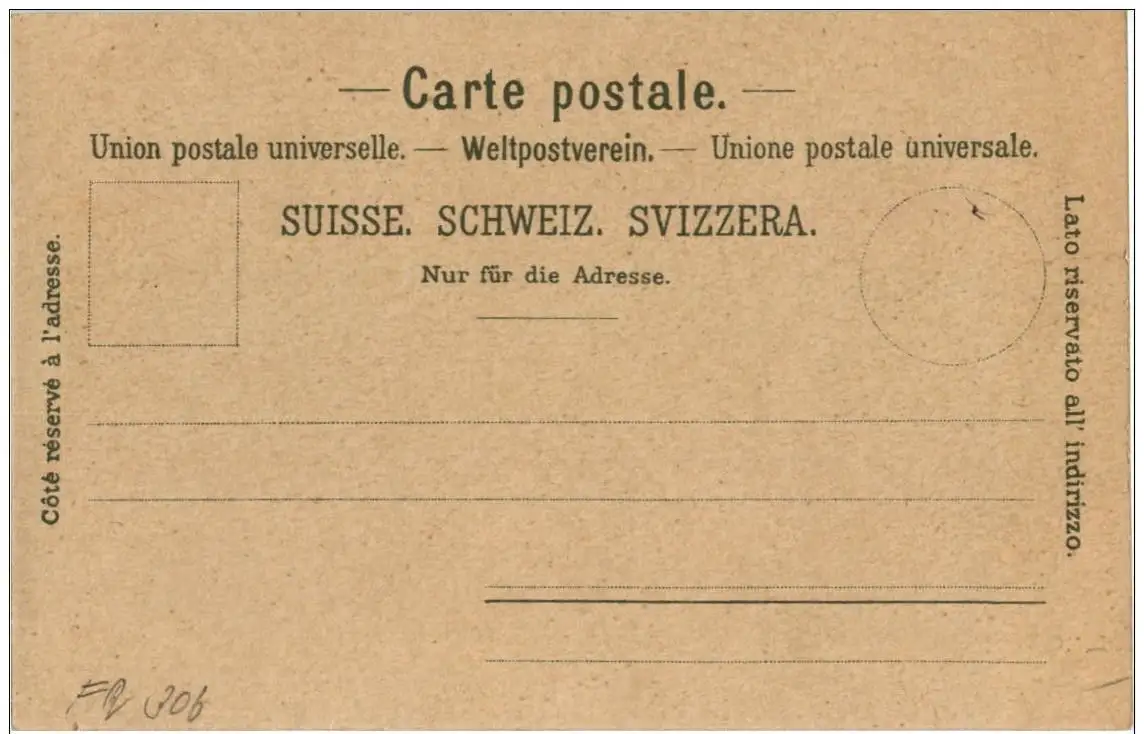 — Carte postale. —
Union postale universelle. — Weltpostverein. — Unione postale universale.
SUISSE. SCHWEIZ. SVIZZERA.
Nur für die Adresse.
Côté réservé à l'adresse.
Lato riservato all' indirizzo.